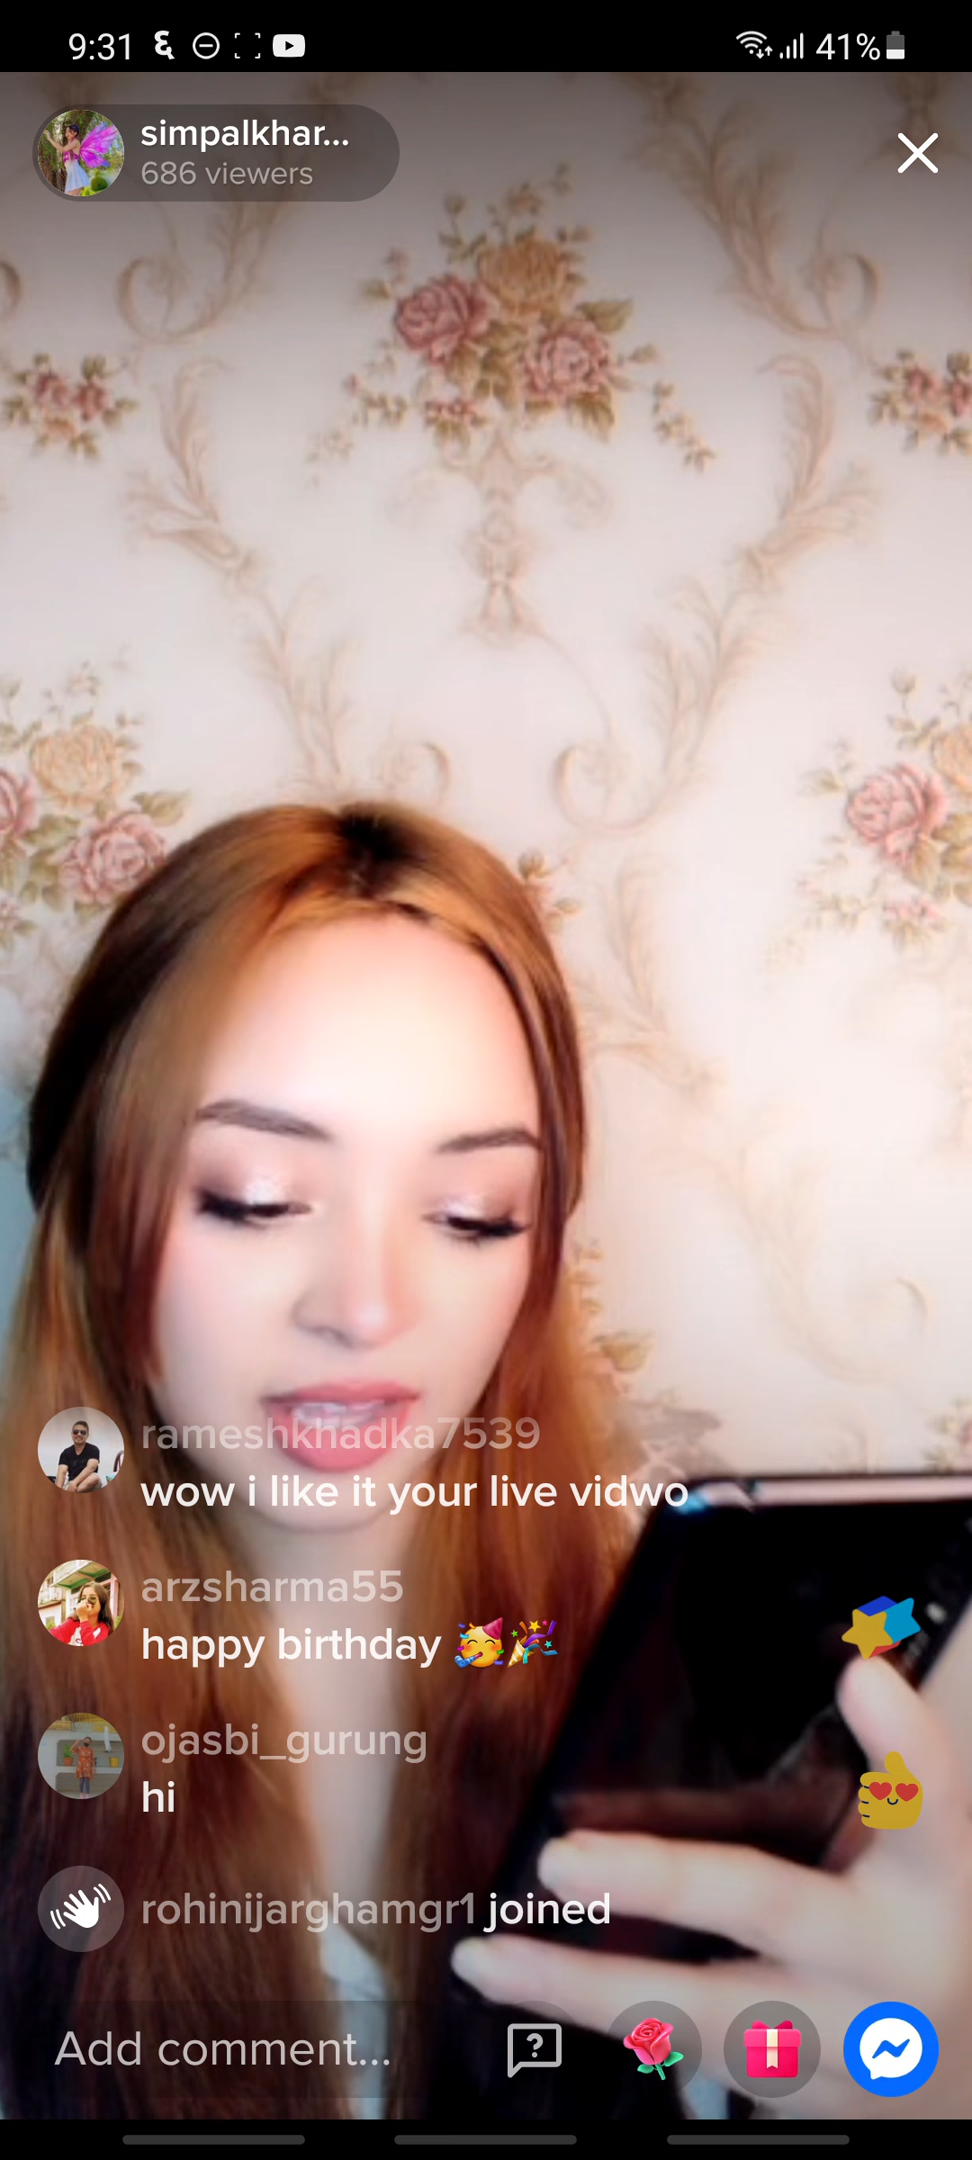 9:31
41%
simpalkhar...
686 viewers
rameshkhadka7539
wow i like it your live vidwo
arzsharma55
happy birthday 🥳🎉
ojasbi_gurung
hi
rohinijarghamgr1 joined
Add comment...